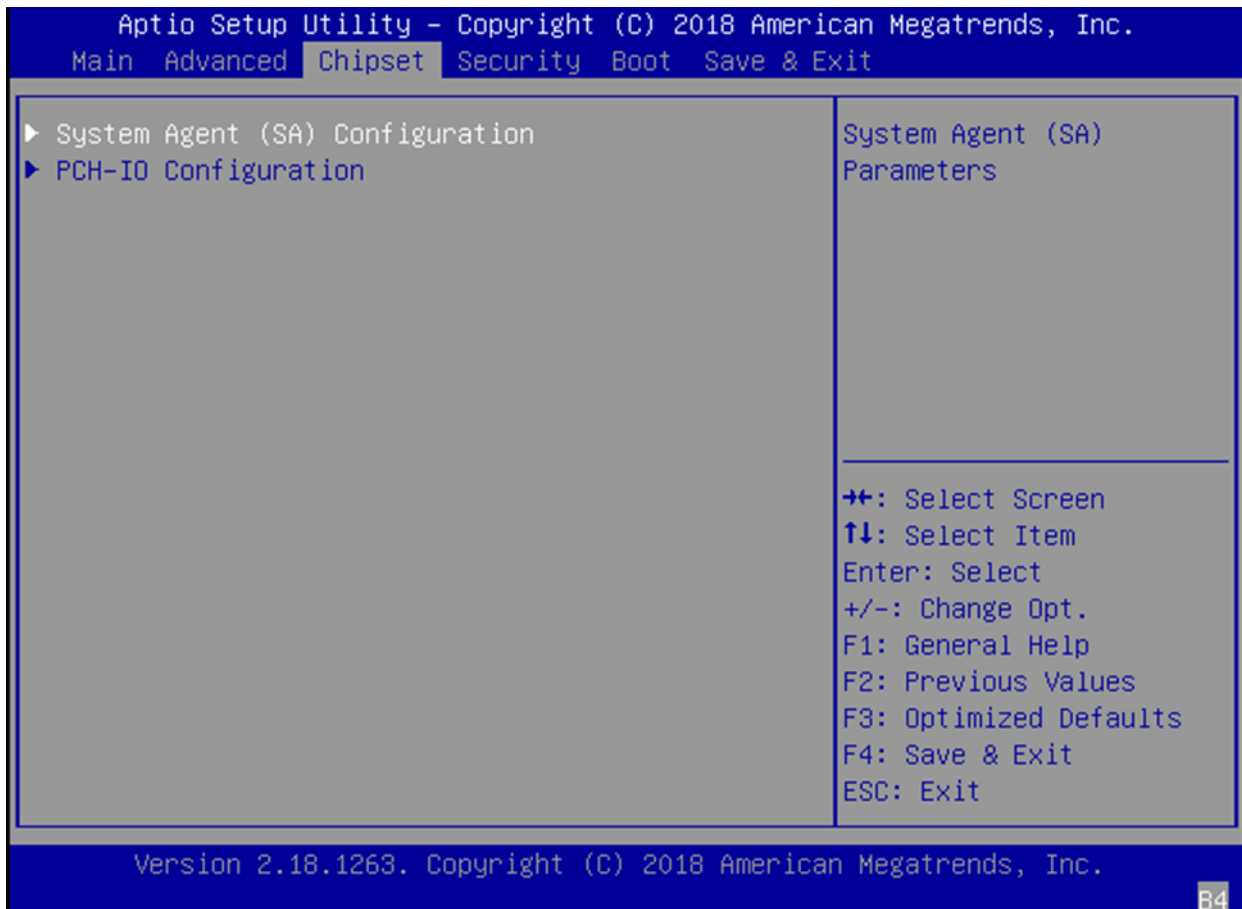 Aptio Setup Utility – Copyright (C) 2018 American Megatrends, Inc.
Main Advanced Chipset Security Boot Save & Exit
▶ System Agent (SA) Configuration
▶ PCH-IO Configuration
System Agent (SA)
Parameters
→←: Select Screen
↑↓: Select Item
Enter: Select
+/-: Change Opt.
F1: General Help
F2: Previous Values
F3: Optimized Defaults
F4: Save & Exit
ESC: Exit
Version 2.18.1263. Copyright (C) 2018 American Megatrends, Inc.
B4